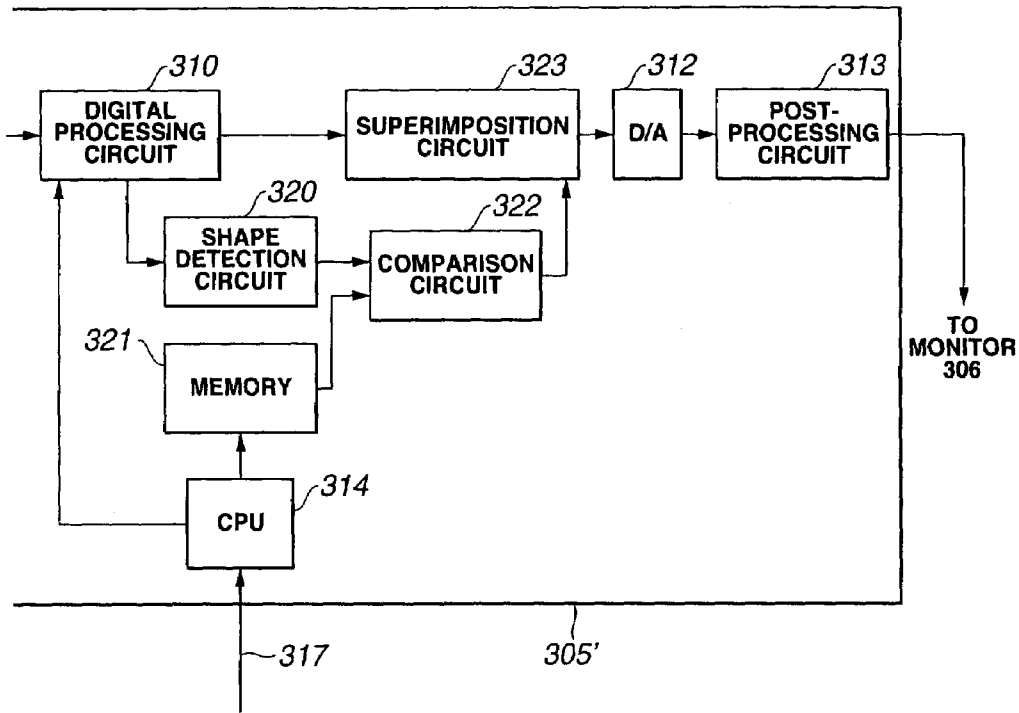 310
DIGITAL
PROCESSING
CIRCUIT
323
SUPERIMPOSITION
CIRCUIT
312
D/A
313
POST-
PROCESSING
CIRCUIT
320
SHAPE
DETECTION
CIRCUIT
322
COMPARISON
CIRCUIT
321
MEMORY
TO
MONITOR
306
314
CPU
317
305'